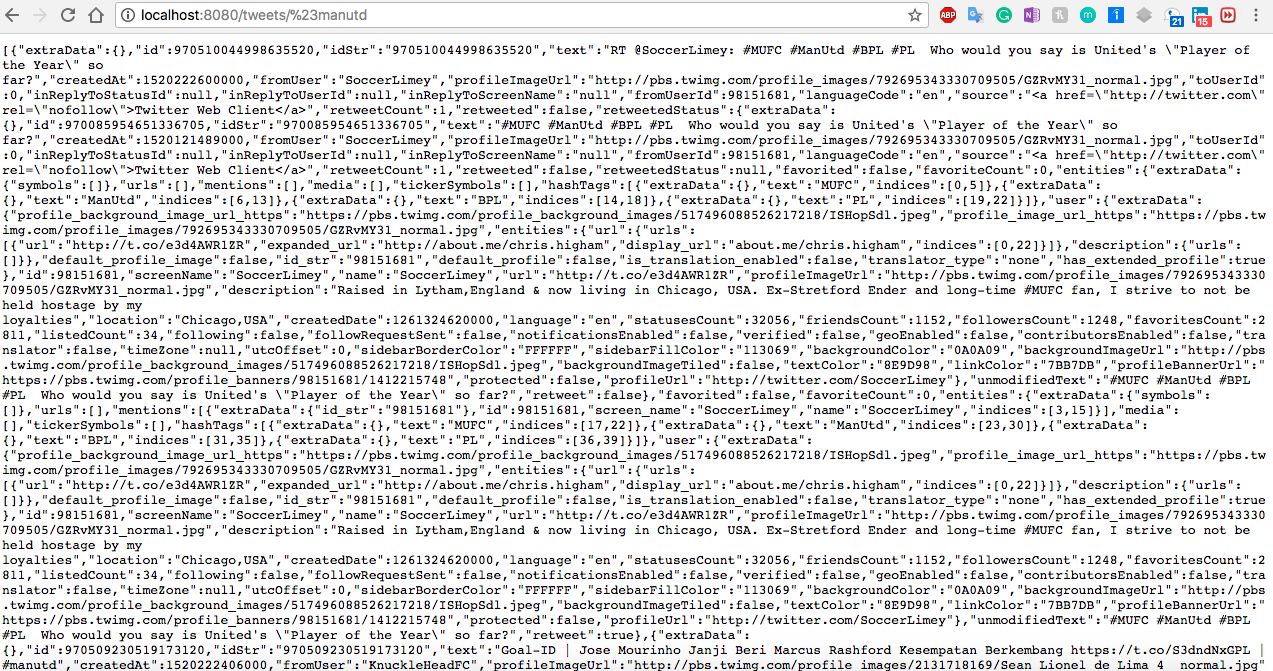 localhost:8080/tweets/%23manutd
ABP
21
15
[{"extraData":{},"id":970510044998635520,"idStr":"970510044998635520","text":"RT @SoccerLimey: #MUFC #ManUtd #BPL #PL  Who would you say is United's \"Player of
the Year\" so
far?","createdAt":1520222600000,"fromUser":"SoccerLimey","profileImageUrl":"http://pbs.twimg.com/profile_images/792695343330709505/GZRvMY31_normal.jpg","toUserId"
:0,"inReplyToStatusId":null,"inReplyToUserId":null,"inReplyToScreenName":"null","fromUserId":98151681,"languageCode":"en","source":"<a href=\"http://twitter.com\"
rel=\"nofollow\">Twitter Web Client</a>","retweetCount":1,"retweeted":false,"retweetedStatus":{"extraData":
{},"id":970085954651336705,"idStr":"970085954651336705","text":"#MUFC #ManUtd #BPL #PL  Who would you say is United's \"Player of the Year\" so
far?","createdAt":1520121489000,"fromUser":"SoccerLimey","profileImageUrl":"http://pbs.twimg.com/profile_images/792695343330709505/GZRvMY31_normal.jpg","toUserId"
:0,"inReplyToStatusId":null,"inReplyToUserId":null,"inReplyToScreenName":"null","fromUserId":98151681,"languageCode":"en","source":"<a href=\"http://twitter.com\"
rel=\"nofollow\">Twitter Web Client</a>","retweetCount":1,"retweeted":false,"retweetedStatus":null,"favorited":false,"favoriteCount":0,"entities":{"extraData":
{"symbols":[]},"urls":[],"mentions":[],"media":[],"tickerSymbols":[],"hashTags":[{"extraData":{},"text":"MUFC","indices":[0,5]},{"extraData":
{},"text":"ManUtd","indices":[6,13]},{"extraData":{},"text":"BPL","indices":[14,18]},{"extraData":{},"text":"PL","indices":[19,22]}]},"user":{"extraData":
{"profile_background_image_url_https":"https://pbs.twimg.com/profile_background_images/517496088526217218/ISHopSdl.jpeg","profile_image_url_https":"https://pbs.tw
img.com/profile_images/792695343330709505/GZRvMY31_normal.jpg","entities":{"url":{"urls":
[{"url":"http://t.co/e3d4AWR1ZR","expanded_url":"http://about.me/chris.higham","display_url":"about.me/chris.higham","indices":[0,22]}]},"description":{"urls":
[]}},"default_profile_image":false,"id_str":"98151681","default_profile":false,"is_translation_enabled":false,"translator_type":"none","has_extended_profile":true
},"id":98151681,"screenName":"SoccerLimey","name":"SoccerLimey","url":"http://t.co/e3d4AWR1ZR","profileImageUrl":"http://pbs.twimg.com/profile_images/792695343330
709505/GZRvMY31_normal.jpg","description":"Raised in Lytham,England & now living in Chicago, USA. Ex-Stretford Ender and long-time #MUFC fan, I strive to not be
held hostage by my
loyalties","location":"Chicago,USA","createdDate":1261324620000,"language":"en","statusesCount":32056,"friendsCount":1152,"followersCount":1248,"favoritesCount":2
811,"listedCount":34,"following":false,"followRequestSent":false,"notificationsEnabled":false,"verified":false,"geoEnabled":false,"contributorsEnabled":false,"tra
nslator":false,"timeZone":null,"utcOffset":0,"sidebarBorderColor":"FFFFFF","sidebarFillColor":"113069","backgroundColor":"0A0A09","backgroundImageUrl":"http://pbs
.twimg.com/profile_background_images/517496088526217218/ISHopSdl.jpeg","backgroundImageTiled":false,"textColor":"8E9D98","linkColor":"7BB7DB","profileBannerUrl":"
https://pbs.twimg.com/profile_banners/98151681/1412215748","protected":false,"profileUrl":"http://twitter.com/SoccerLimey"},"unmodifiedText":"#MUFC #ManUtd #BPL
#PL  Who would you say is United's \"Player of the Year\" so far?","retweet":false},"favorited":false,"favoriteCount":0,"entities":{"extraData":{"symbols":
[]},"urls":[],"mentions":[{"extraData":{"id_str":"98151681"},"id":98151681,"screen_name":"SoccerLimey","name":"SoccerLimey","indices":[3,15]}],"media":
[],"tickerSymbols":[],"hashTags":[{"extraData":{},"text":"MUFC","indices":[17,22]},{"extraData":{},"text":"ManUtd","indices":[23,30]},{"extraData":
{},"text":"BPL","indices":[31,35]},{"extraData":{},"text":"PL","indices":[36,39]}]},"user":{"extraData":
{"profile_background_image_url_https":"https://pbs.twimg.com/profile_background_images/517496088526217218/ISHopSdl.jpeg","profile_image_url_https":"https://pbs.tw
img.com/profile_images/792695343330709505/GZRvMY31_normal.jpg","entities":{"url":{"urls":
[{"url":"http://t.co/e3d4AWR1ZR","expanded_url":"http://about.me/chris.higham","display_url":"about.me/chris.higham","indices":[0,22]}]},"description":{"urls":
[]}},"default_profile_image":false,"id_str":"98151681","default_profile":false,"is_translation_enabled":false,"translator_type":"none","has_extended_profile":true
},"id":98151681,"screenName":"SoccerLimey","name":"SoccerLimey","url":"http://t.co/e3d4AWR1ZR","profileImageUrl":"http://pbs.twimg.com/profile_images/792695343330
709505/GZRvMY31_normal.jpg","description":"Raised in Lytham,England & now living in Chicago, USA. Ex-Stretford Ender and long-time #MUFC fan, I strive to not be
held hostage by my
loyalties","location":"Chicago,USA","createdDate":1261324620000,"language":"en","statusesCount":32056,"friendsCount":1152,"followersCount":1248,"favoritesCount":2
811,"listedCount":34,"following":false,"followRequestSent":false,"notificationsEnabled":false,"verified":false,"geoEnabled":false,"contributorsEnabled":false,"tra
nslator":false,"timeZone":null,"utcOffset":0,"sidebarBorderColor":"FFFFFF","sidebarFillColor":"113069","backgroundColor":"0A0A09","backgroundImageUrl":"http://pbs
.twimg.com/profile_background_images/517496088526217218/ISHopSdl.jpeg","backgroundImageTiled":false,"textColor":"8E9D98","linkColor":"7BB7DB","profileBannerUrl":"
https://pbs.twimg.com/profile_banners/98151681/1412215748","protected":false,"profileUrl":"http://twitter.com/SoccerLimey"},"unmodifiedText":"#MUFC #ManUtd #BPL
#PL  Who would you say is United's \"Player of the Year\" so far?","retweet":true},{"extraData":
{},"id":970509230519173120,"idStr":"970509230519173120","text":"Goal-ID | Jose Mourinho Janji Beri Marcus Rashford Kesempatan Berkembang https://t.co/S3dndNxGPL |
#manutd","createdAt":1520222406000,"fromUser":"KnuckleHeadFC","profileImageUrl":"http://pbs.twimg.com/profile_images/2131718169/Sean_Lionel_de_Lima_4_normal.jpg"